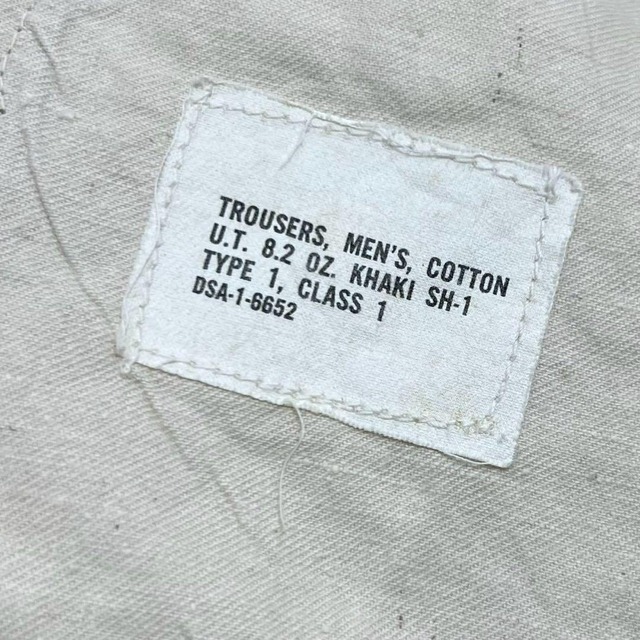 TROUSERS, MEN'S, COTTON
U.T. 8.2 OZ. KHAKI SH-1
TYPE 1, CLASS 1
DSA-1-6652